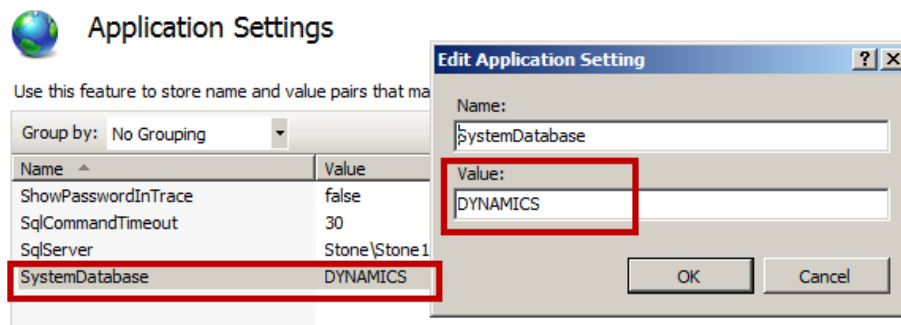 Application Settings
Use this feature to store name and value pairs that ma
Group by: No Grouping
Name Value
ShowPasswordInTrace false
SqlCommandTimeout 30
SqlServer Stone\Stone1
SystemDatabase DYNAMICS
Edit Application Setting
Name:
SystemDatabase
Value:
DYNAMICS
OK Cancel